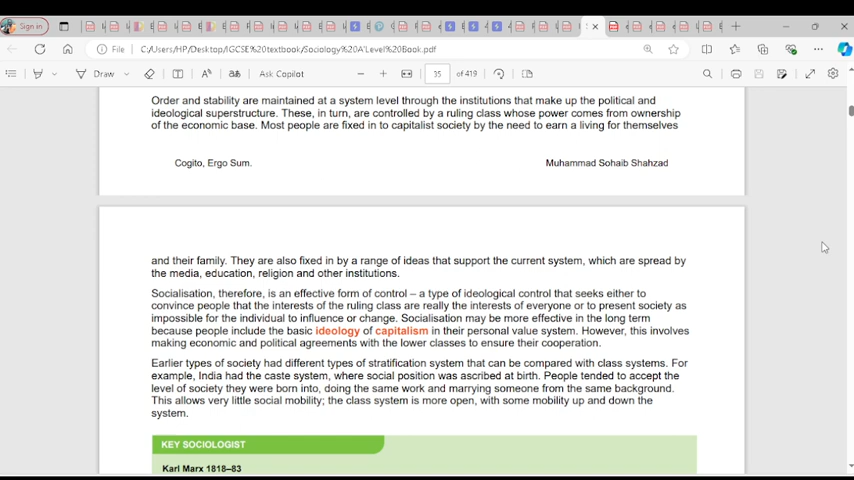 Sign in
File
C:/Users/HP/Desktop/IGCSE%20textbook/Sociology%20A'Level%20Book.pdf
Draw
Ask Copilot
35 of 419
Order and stability are maintained at a system level through the institutions that make up the political and
ideological superstructure. These, in turn, are controlled by a ruling class whose power comes from ownership
of the economic base. Most people are fixed in to capitalist society by the need to earn a living for themselves
Cogito, Ergo Sum.
Muhammad Sohaib Shahzad
and their family. They are also fixed in by a range of ideas that support the current system, which are spread by
the media, education, religion and other institutions.
Socialisation, therefore, is an effective form of control – a type of ideological control that seeks either to
convince people that the interests of the ruling class are really the interests of everyone or to present society as
impossible for the individual to influence or change. Socialisation may be more effective in the long term
because people include the basic ideology of capitalism in their personal value system. However, this involves
making economic and political agreements with the lower classes to ensure their cooperation.
Earlier types of society had different types of stratification system that can be compared with class systems. For
example, India had the caste system, where social position was ascribed at birth. People tended to accept the
level of society they were born into, doing the same work and marrying someone from the same background.
This allows very little social mobility; the class system is more open, with some mobility up and down the
system.
KEY SOCIOLOGIST
Karl Marx 1818–83